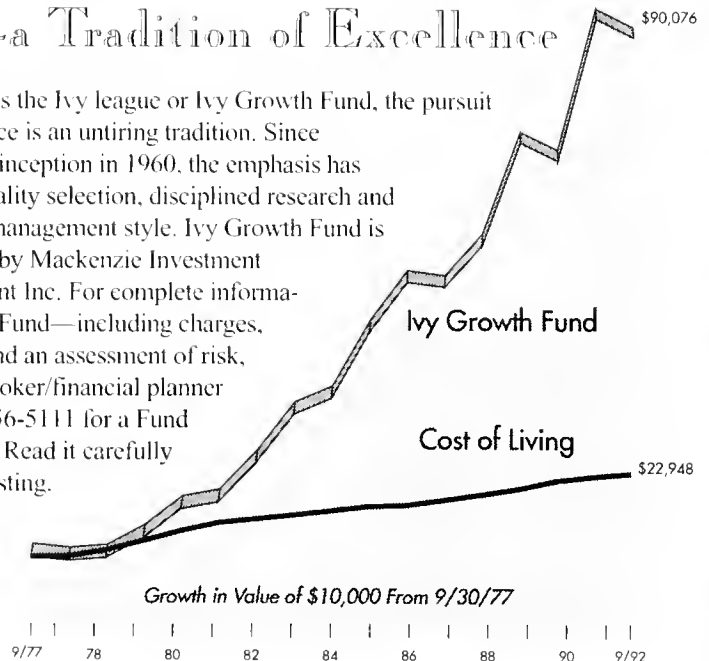 -a Tradition of Excellence
s the Ivy league or Ivy Growth Fund, the pursuit
ce is an untiring tradition. Since
inception in 1960, the emphasis has
ality selection, disciplined research and
management style. Ivy Growth Fund is
by Mackenzie Investment
nt Inc. For complete informa-
Fund—including charges,
nd an assessment of risk,
oker/financial planner
56-5111 for a Fund
Read it carefully
sting.
$90,076
Ivy Growth Fund
Cost of Living
$22,948
Growth in Value of $10,000 From 9/30/77
9/77 78 80 82 84 86 88 90 9/92